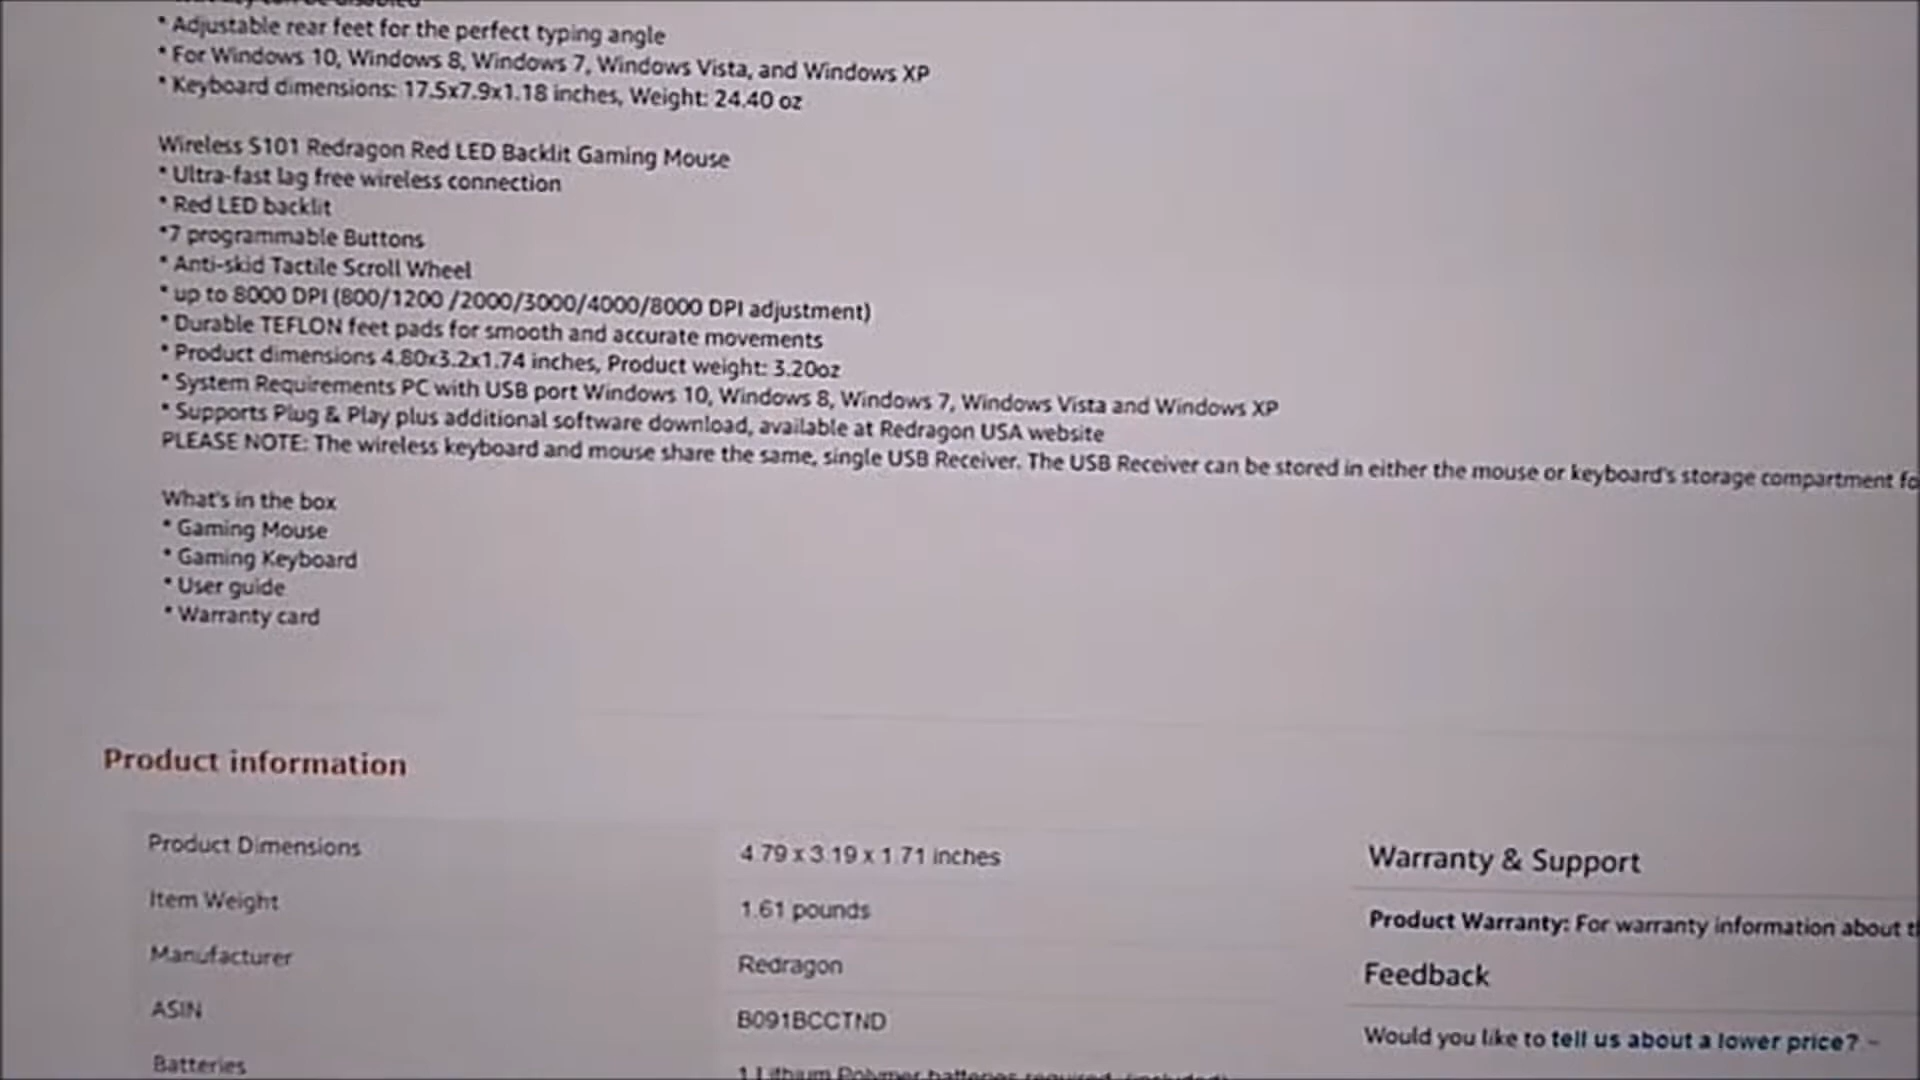 * Adjustable rear feet for the perfect typing angle
* For Windows 10, Windows 8, Windows 7, Windows Vista, and Windows XP
* Keyboard dimensions: 17.5x7.9x1.18 inches, Weight: 24.40 oz
Wireless S101 Redragon Red LED Backlit Gaming Mouse
* Ultra-fast lag free wireless connection
* Red LED backlit
*7 programmable Buttons
* Anti-skid Tactile Scroll Wheel
* up to 8000 DPI (800/1200 /2000/3000/4000/8000 DPI adjustment)
* Durable TEFLON feet pads for smooth and accurate movements
* Product dimensions 4.80x3.2x1.74 inches, Product weight: 3.20oz
* System Requirements PC with USB port Windows 10, Windows 8, Windows 7, Windows Vista and Windows XP
* Supports Plug & Play plus additional software download, available at Redragon USA website
PLEASE NOTE: The wireless keyboard and mouse share the same, single USB Receiver. The USB Receiver can be stored in either the mouse or keyboard's storage compartment fo
What's in the box
* Gaming Mouse
* Gaming Keyboard
* User guide
* Warranty card
Product information
Product Dimensions 4.79 x 3.19 x 1.71 inches
Item Weight 1.61 pounds
Manufacturer Redragon
ASIN B091BCCTND
Batteries 1 Lithium Polymer batteries required. (included)
Warranty & Support
Product Warranty: For warranty information about t
Feedback
Would you like to tell us about a lower price?